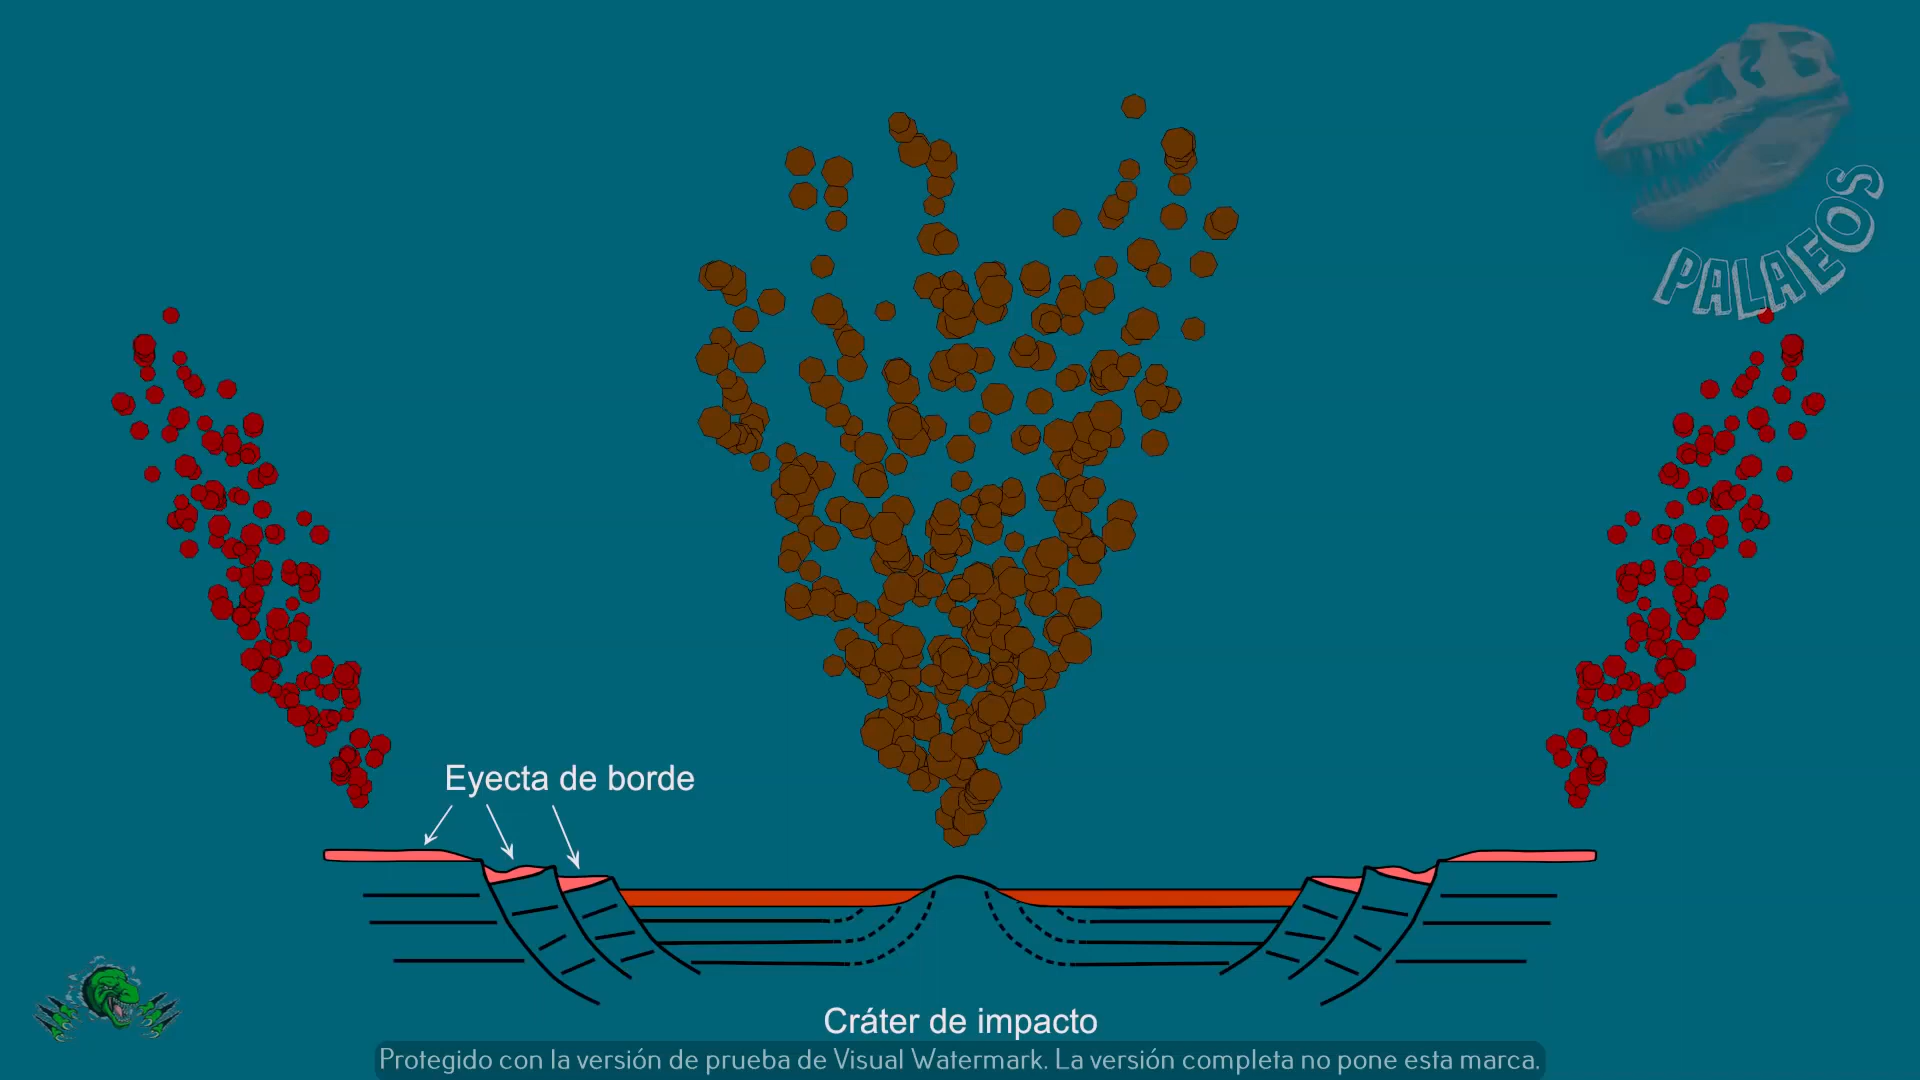 PALAEOS
Eyecta de borde
Cráter de impacto
Protegido con la versión de prueba de Visual Watermark. La versión completa no pone esta marca.